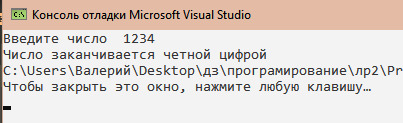 Консоль отладки Microsoft Visual Studio
Введите число  1234
Число заканчивается четной цифрой
C:\Users\Валерий\Desktop\дз\програмирование\лр2\Pr
Чтобы закрыть это окно, нажмите любую клавишу…